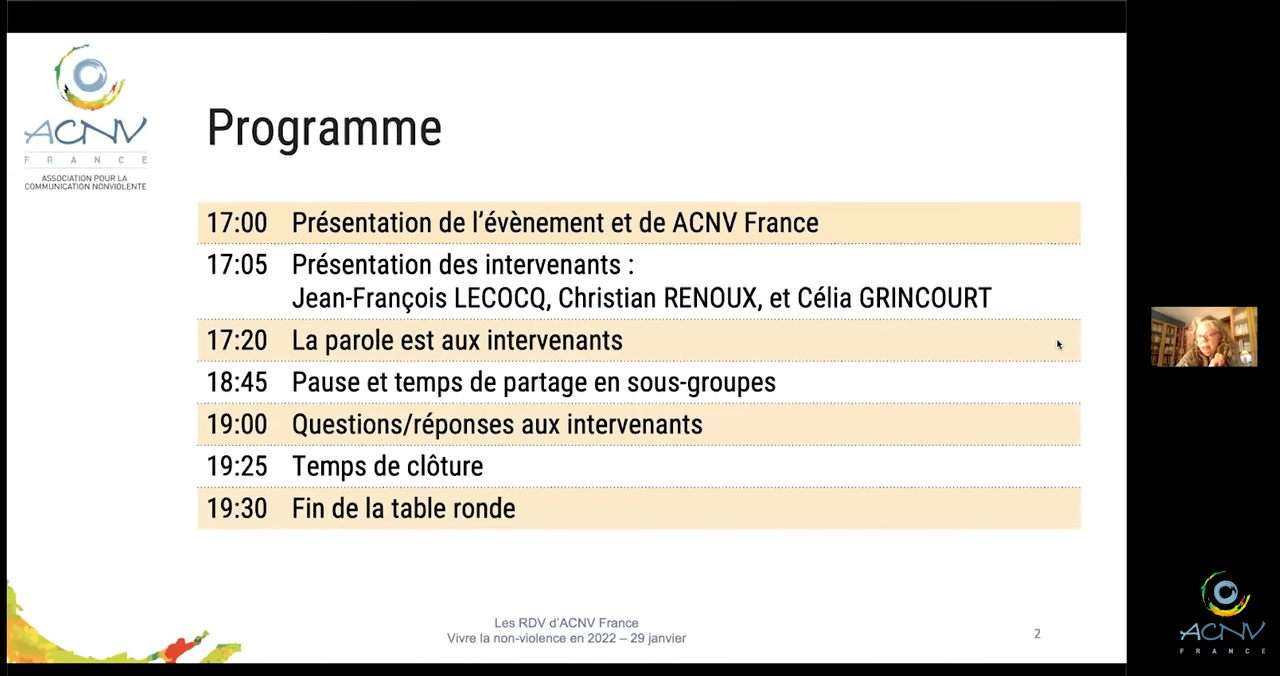 ACNV
FRANCE
ASSOCIATION POUR LA
COMMUNICATION NONVIOLENTE
Programme
17:00 Présentation de l’évènement et de ACNV France
17:05 Présentation des intervenants :
Jean-François LECOCQ, Christian RENOUX, et Célia GRINCOURT
17:20 La parole est aux intervenants
18:45 Pause et temps de partage en sous-groupes
19:00 Questions/réponses aux intervenants
19:25 Temps de clôture
19:30 Fin de la table ronde
Les RDV d’ACNV France
Vivre la non-violence en 2022 – 29 janvier
2
ACNV
FRANCE